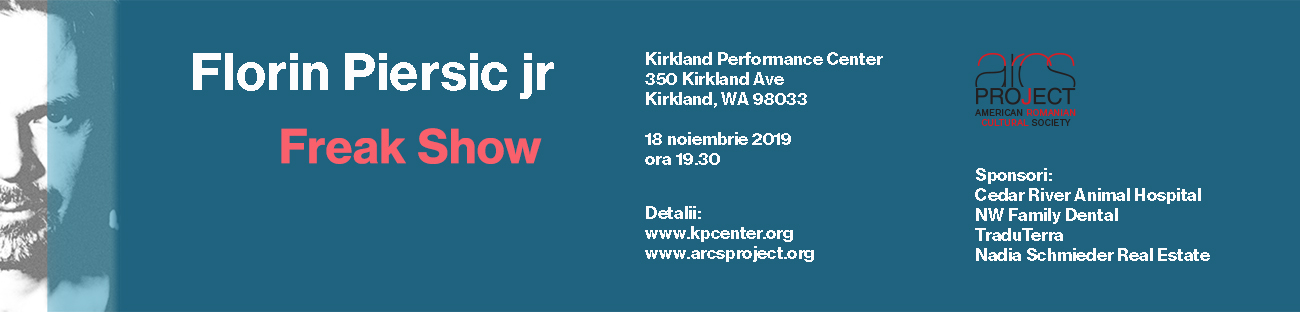 Florin Piersic jr
Freak Show
Kirkland Performance Center
350 Kirkland Ave
Kirkland, WA 98033
18 noiembrie 2019
ora 19.30
Detalii:
www.kpcenter.org
www.arcsproject.org
arcs
PROJECT
AMERICAN ROMANIAN
CULTURAL SOCIETY
Sponsori:
Cedar River Animal Hospital
NW Family Dental
TraduTerra
Nadia Schmieder Real Estate